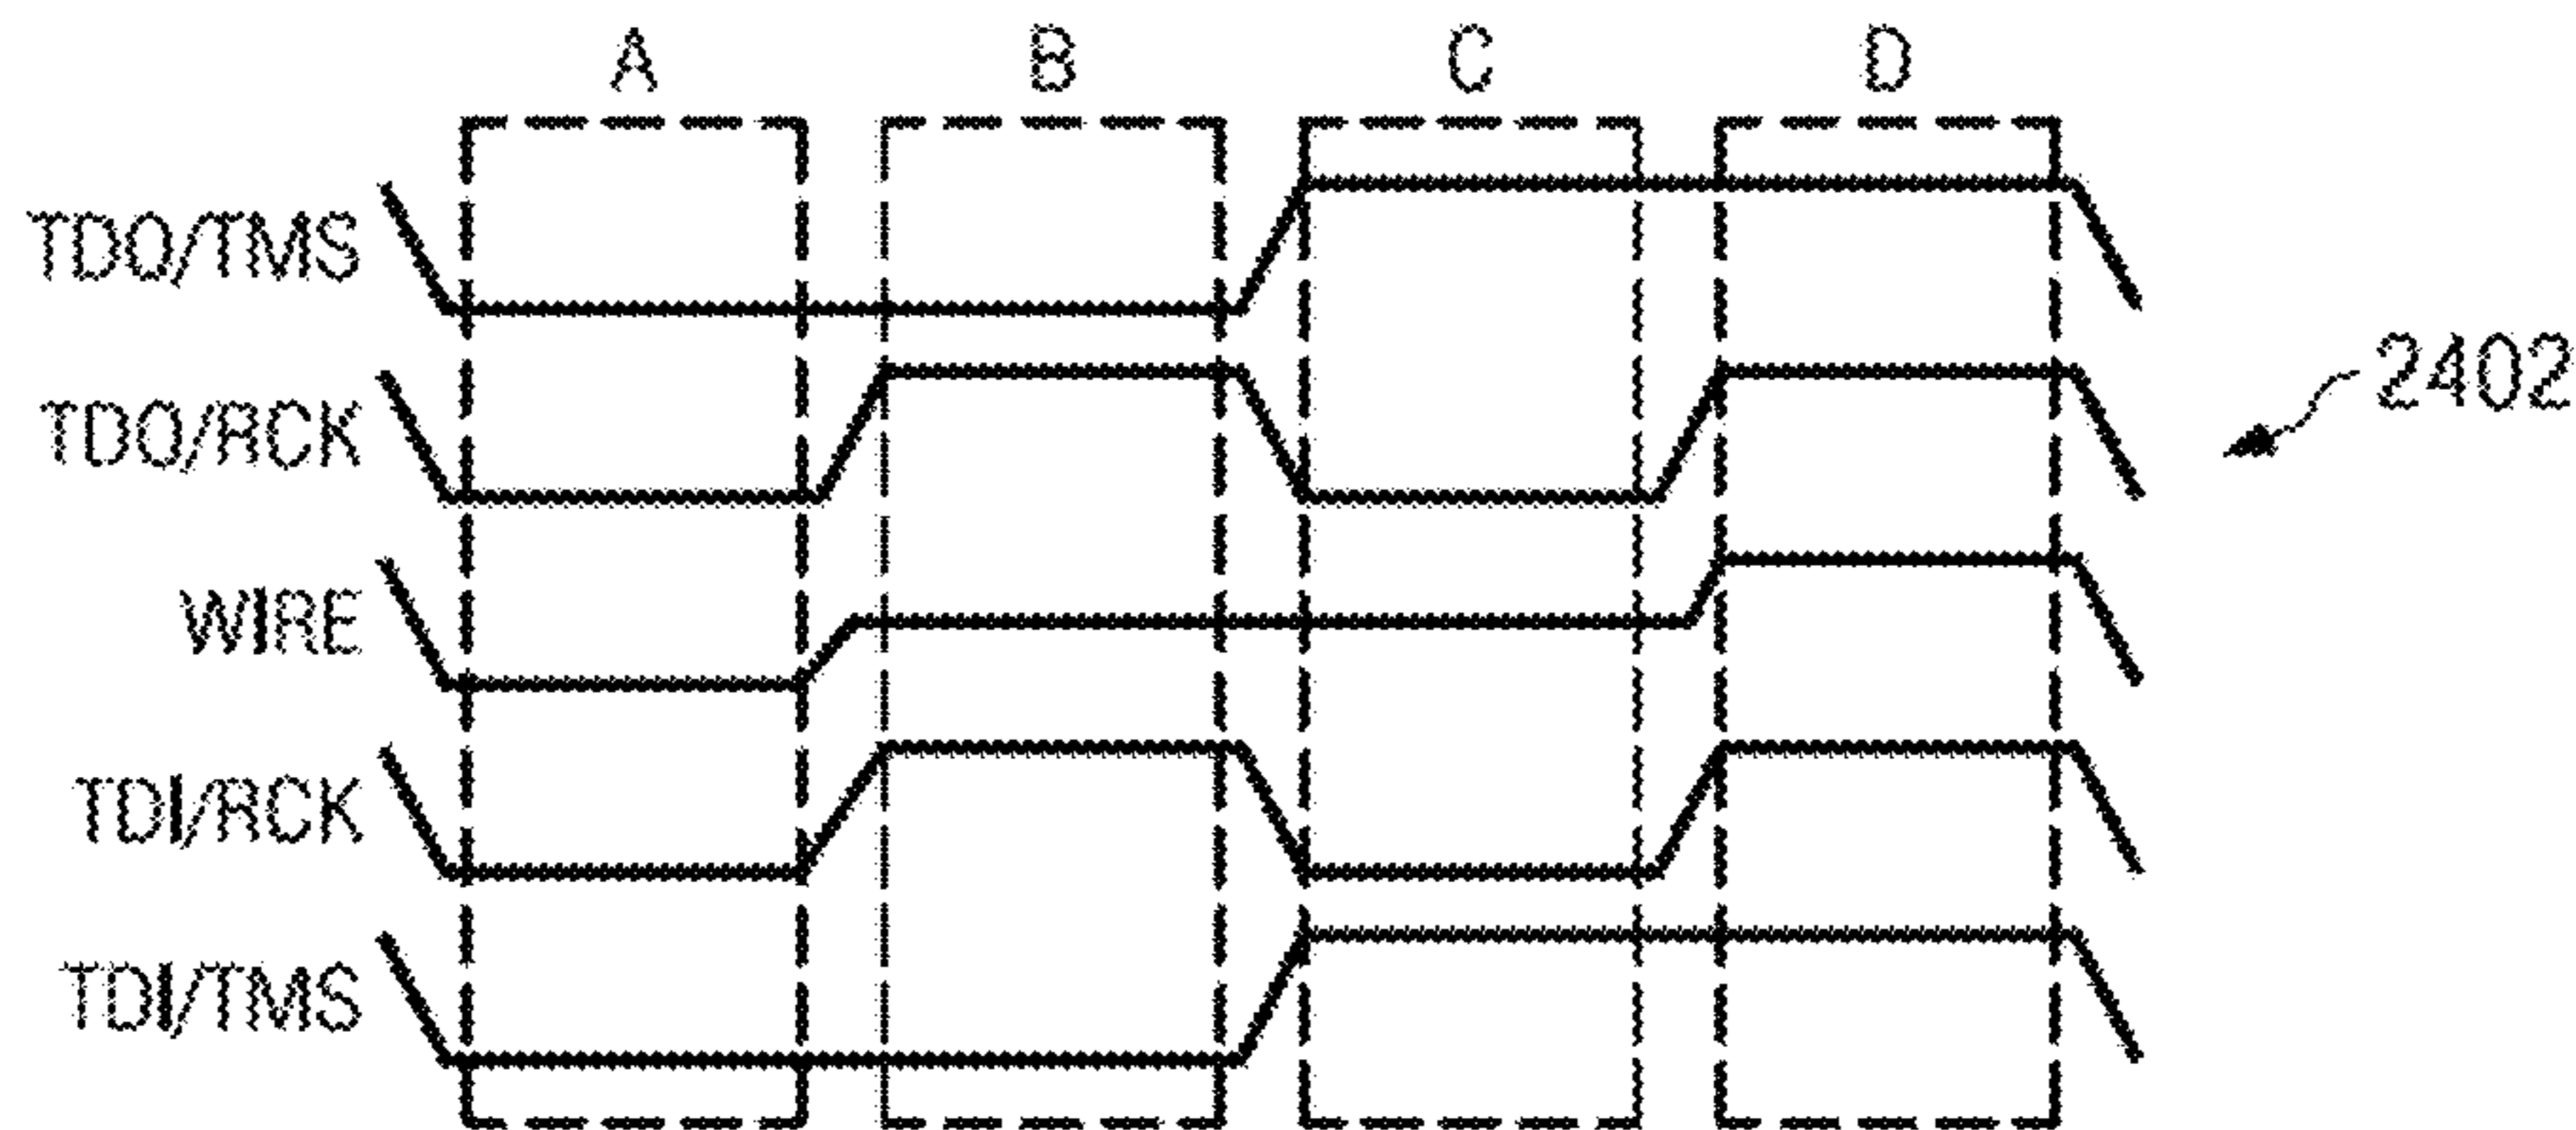 A B C D
TDO/TMS
TDO/RCK
2402
WIRE
TDI/RCK
TDI/TMS